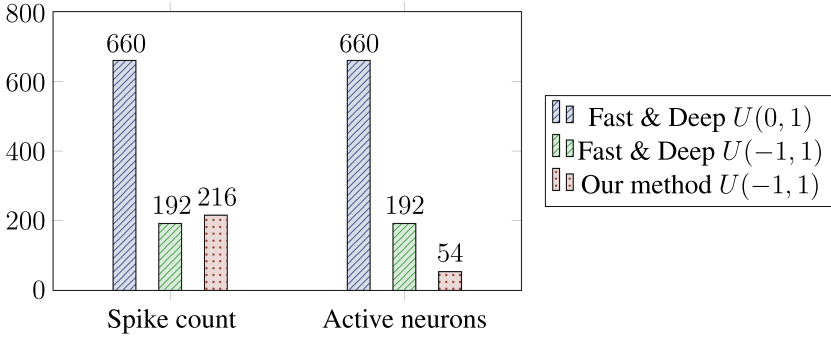 800
600
400
200
0
660
192
216
660
192
54
Spike count
Active neurons
Fast & Deep U(0, 1)
Fast & Deep U(−1, 1)
Our method U(−1, 1)